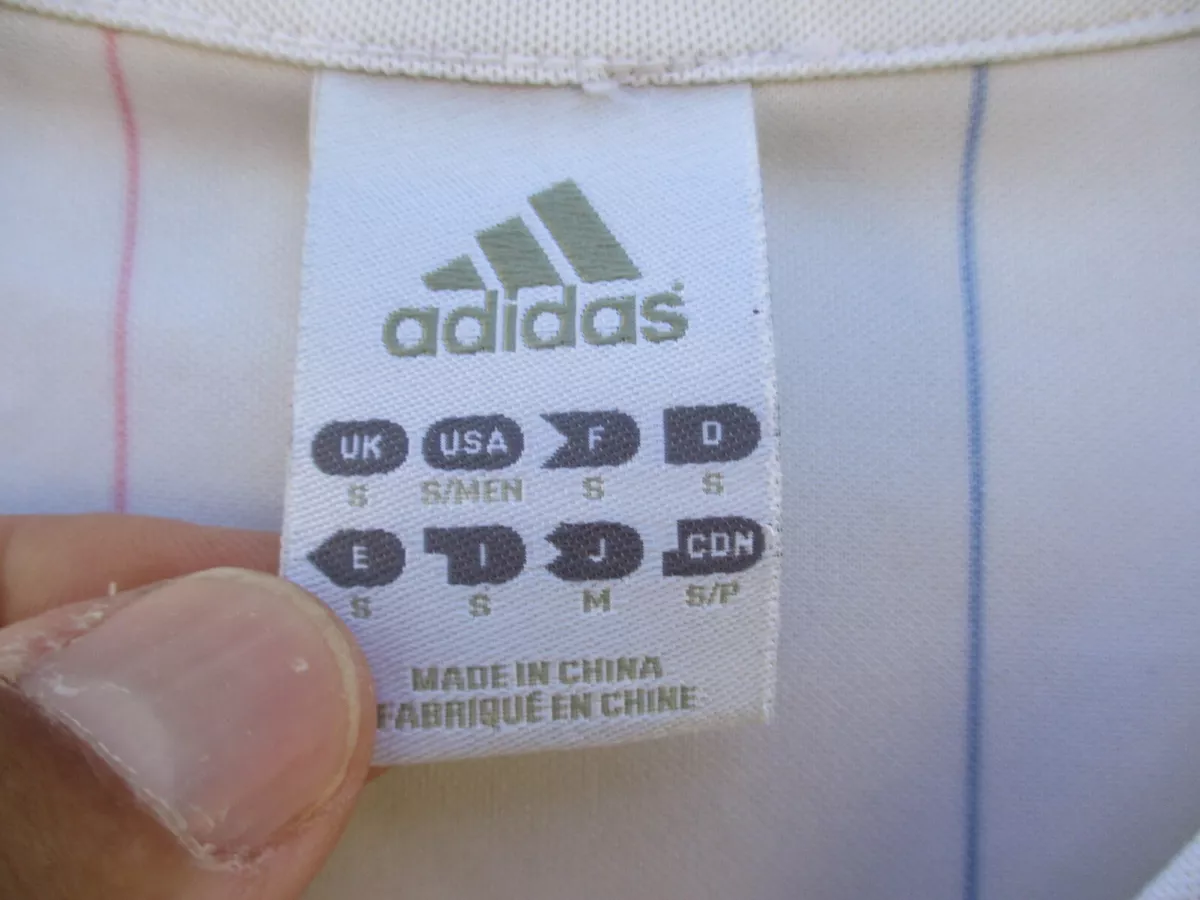 adidas
UK USA F D
S S/MEN S S
E I J CDN
S S M S/P
MADE IN CHINA
FABRIQUÉ EN CHINE